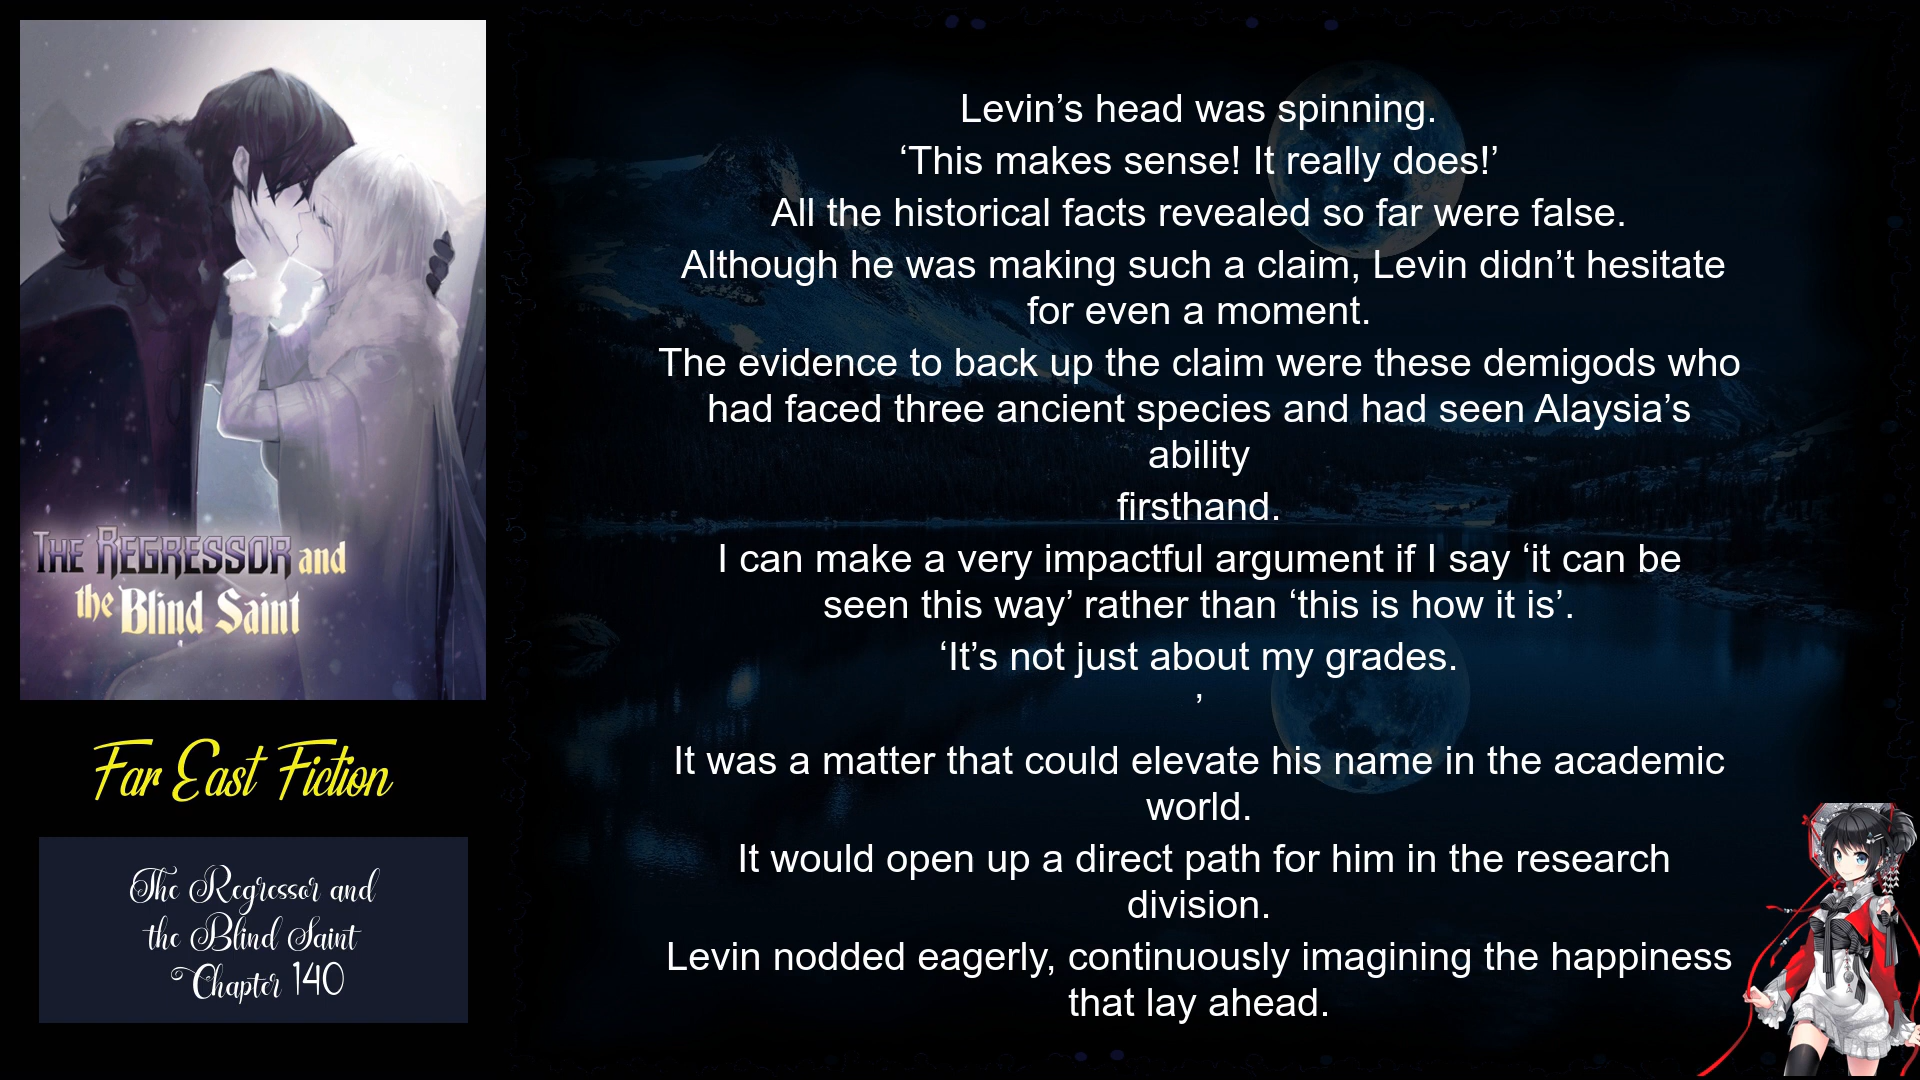 THE REGRESSOR and
the Blind Saint
Far East Fiction
The Regressor and
the Blind Saint
Chapter 140
Levin’s head was spinning.
‘This makes sense! It really does!’
All the historical facts revealed so far were false.
Although he was making such a claim, Levin didn’t hesitate
for even a moment.
The evidence to back up the claim were these demigods who
had faced three ancient species and had seen Alaysia’s
ability
firsthand.
I can make a very impactful argument if I say ‘it can be
seen this way’ rather than ‘this is how it is’.
‘It’s not just about my grades.
’
It was a matter that could elevate his name in the academic
world.
It would open up a direct path for him in the research
division.
Levin nodded eagerly, continuously imagining the happiness
that lay ahead.